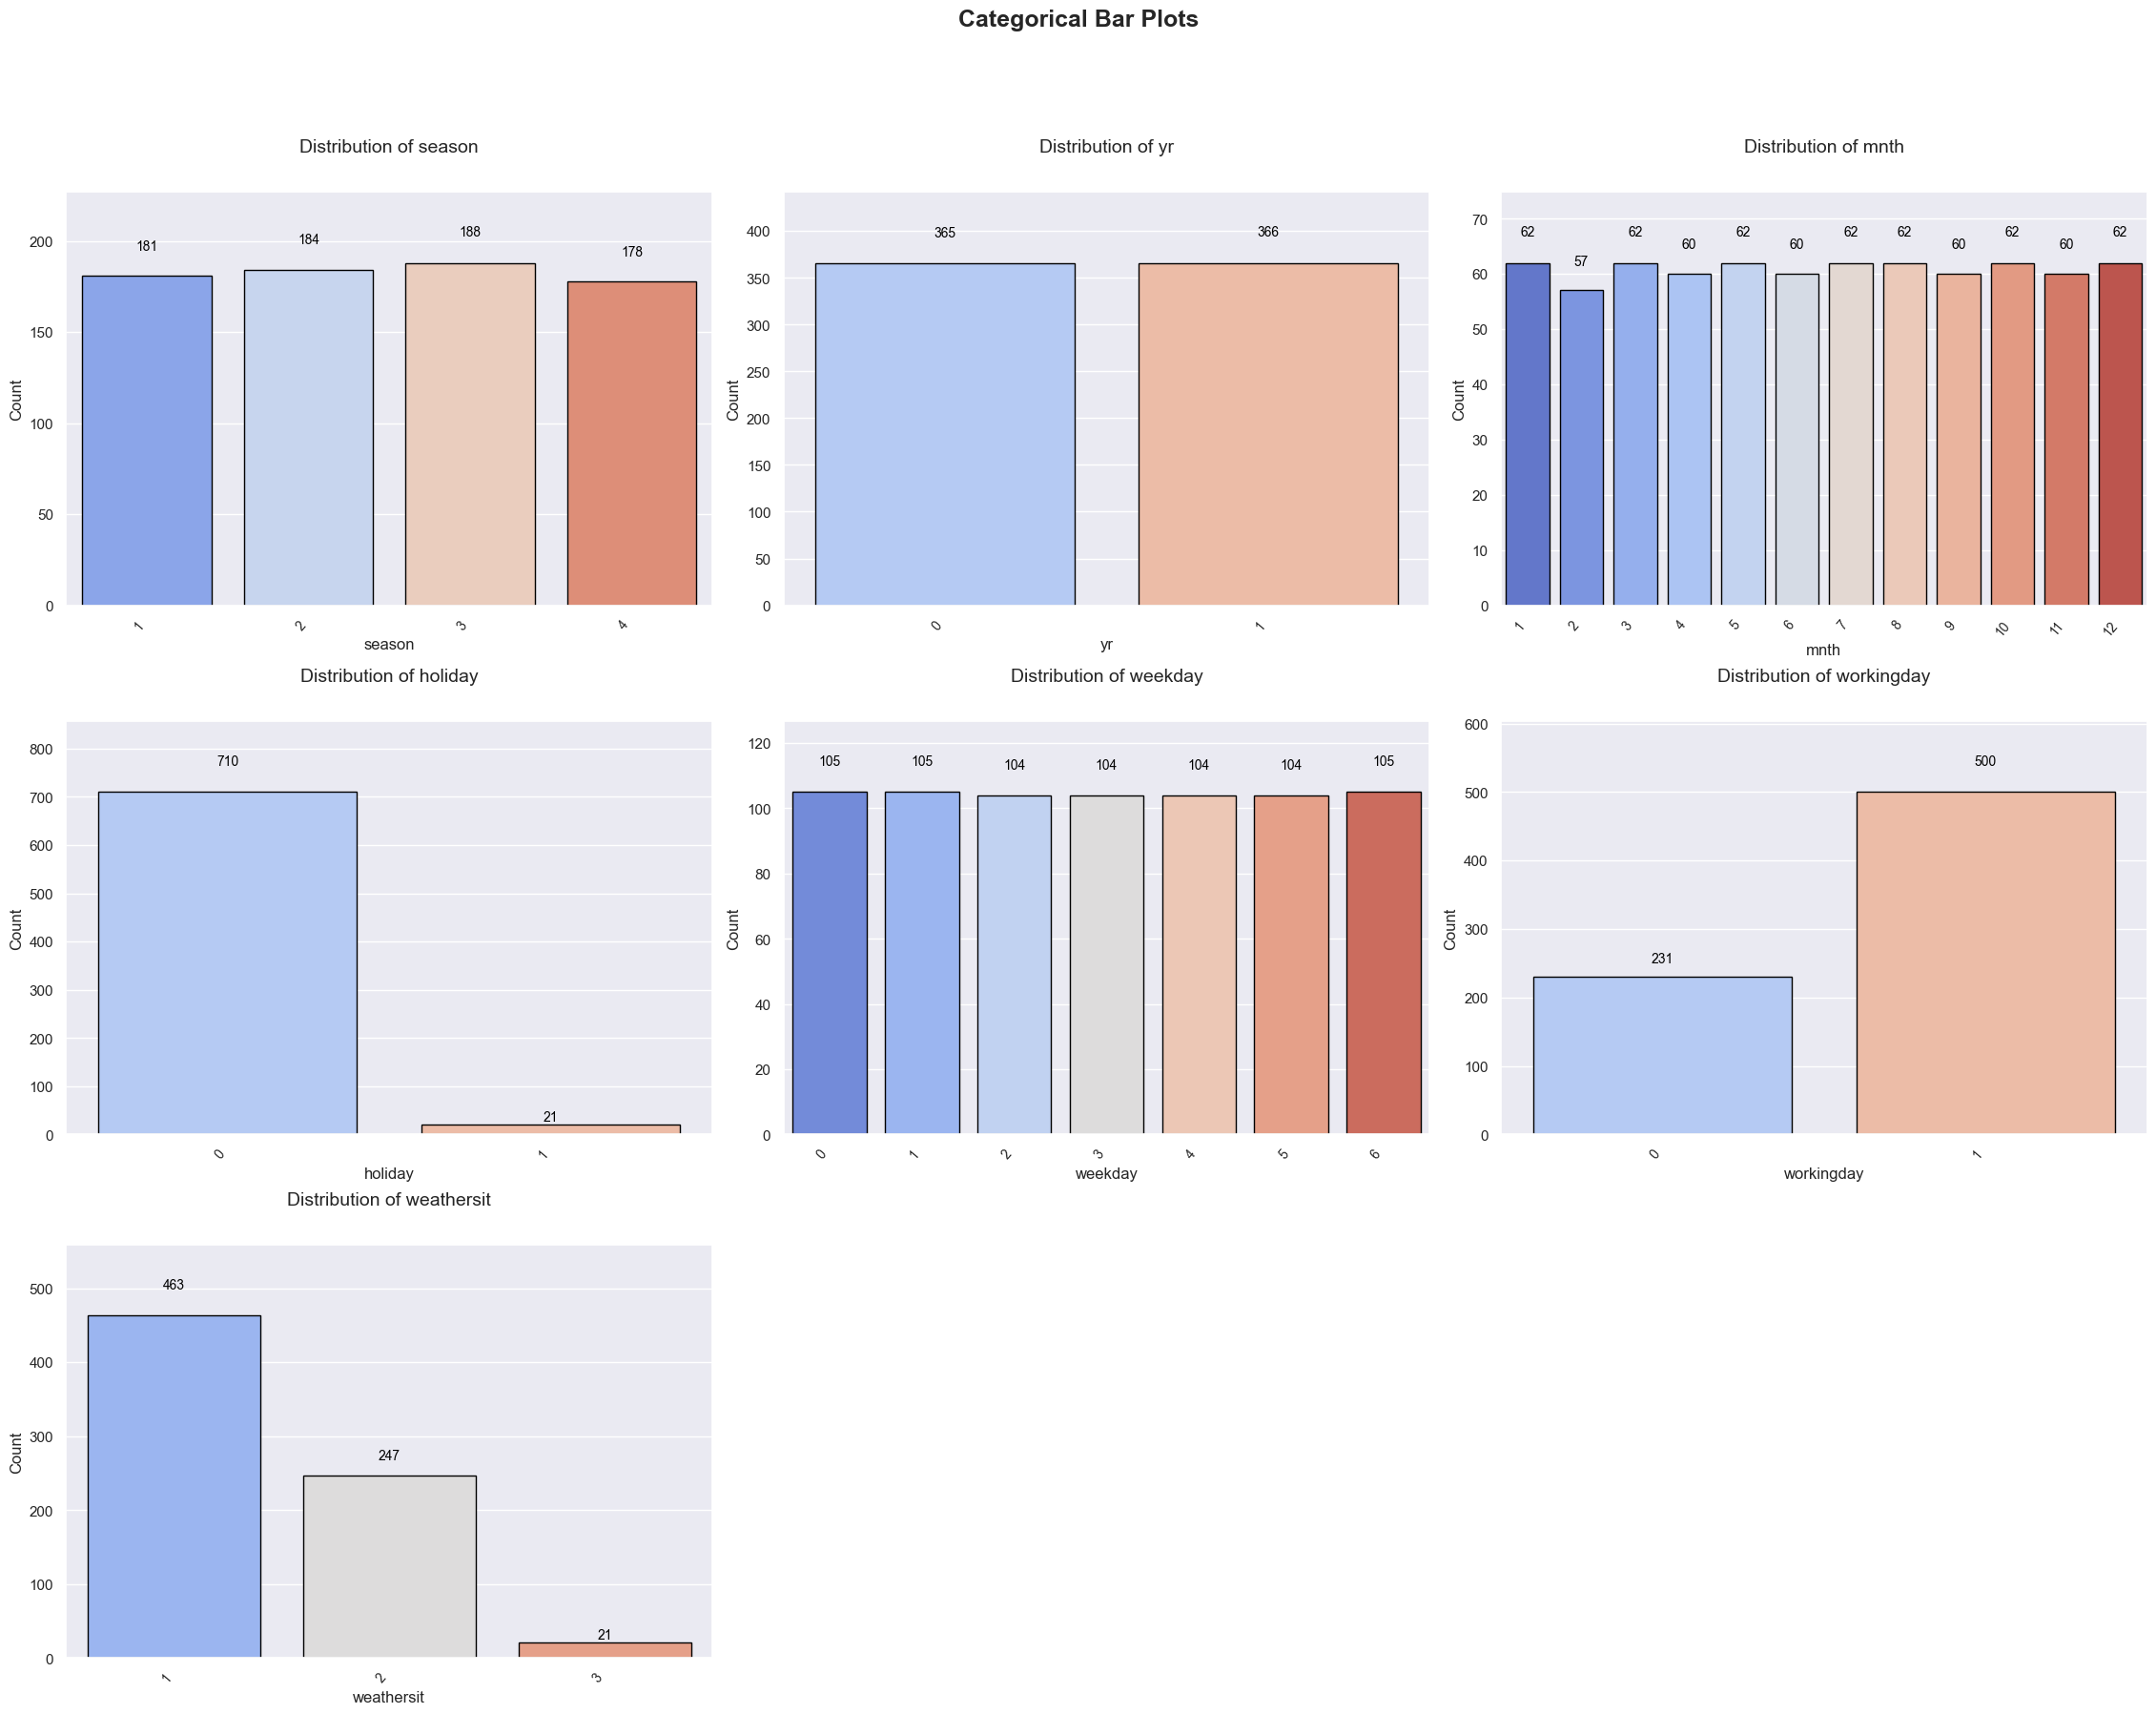 Categorical Bar Plots
Distribution of season
Count
200
150
100
50
0
181
184
188
178
1 2 3 4
season
Distribution of yr
Count
400
350
300
250
200
150
100
50
0
365
366
0 1
yr
Distribution of mnth
Count
70
60
50
40
30
20
10
0
62 57 62 60 62 60 62 62 60 62 60 62
1 2 3 4 5 6 7 8 9 10 11 12
mnth
Distribution of holiday
Count
800
700
600
500
400
300
200
100
0
710
21
0 1
holiday
Distribution of weekday
Count
120
100
80
60
40
20
0
105 105 104 104 104 104 105
0 1 2 3 4 5 6
weekday
Distribution of workingday
Count
600
500
400
300
200
100
0
231
500
0 1
workingday
Distribution of weathersit
Count
500
400
300
200
100
0
463
247
21
1 2 3
weathersit